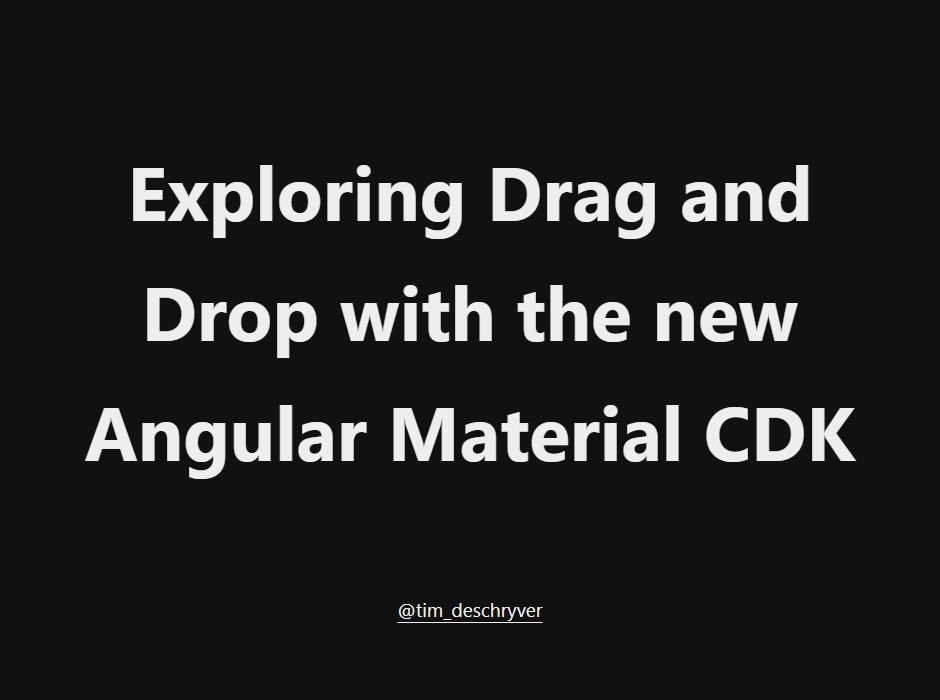 Exploring Drag and
Drop with the new
Angular Material CDK
@tim_deschryver